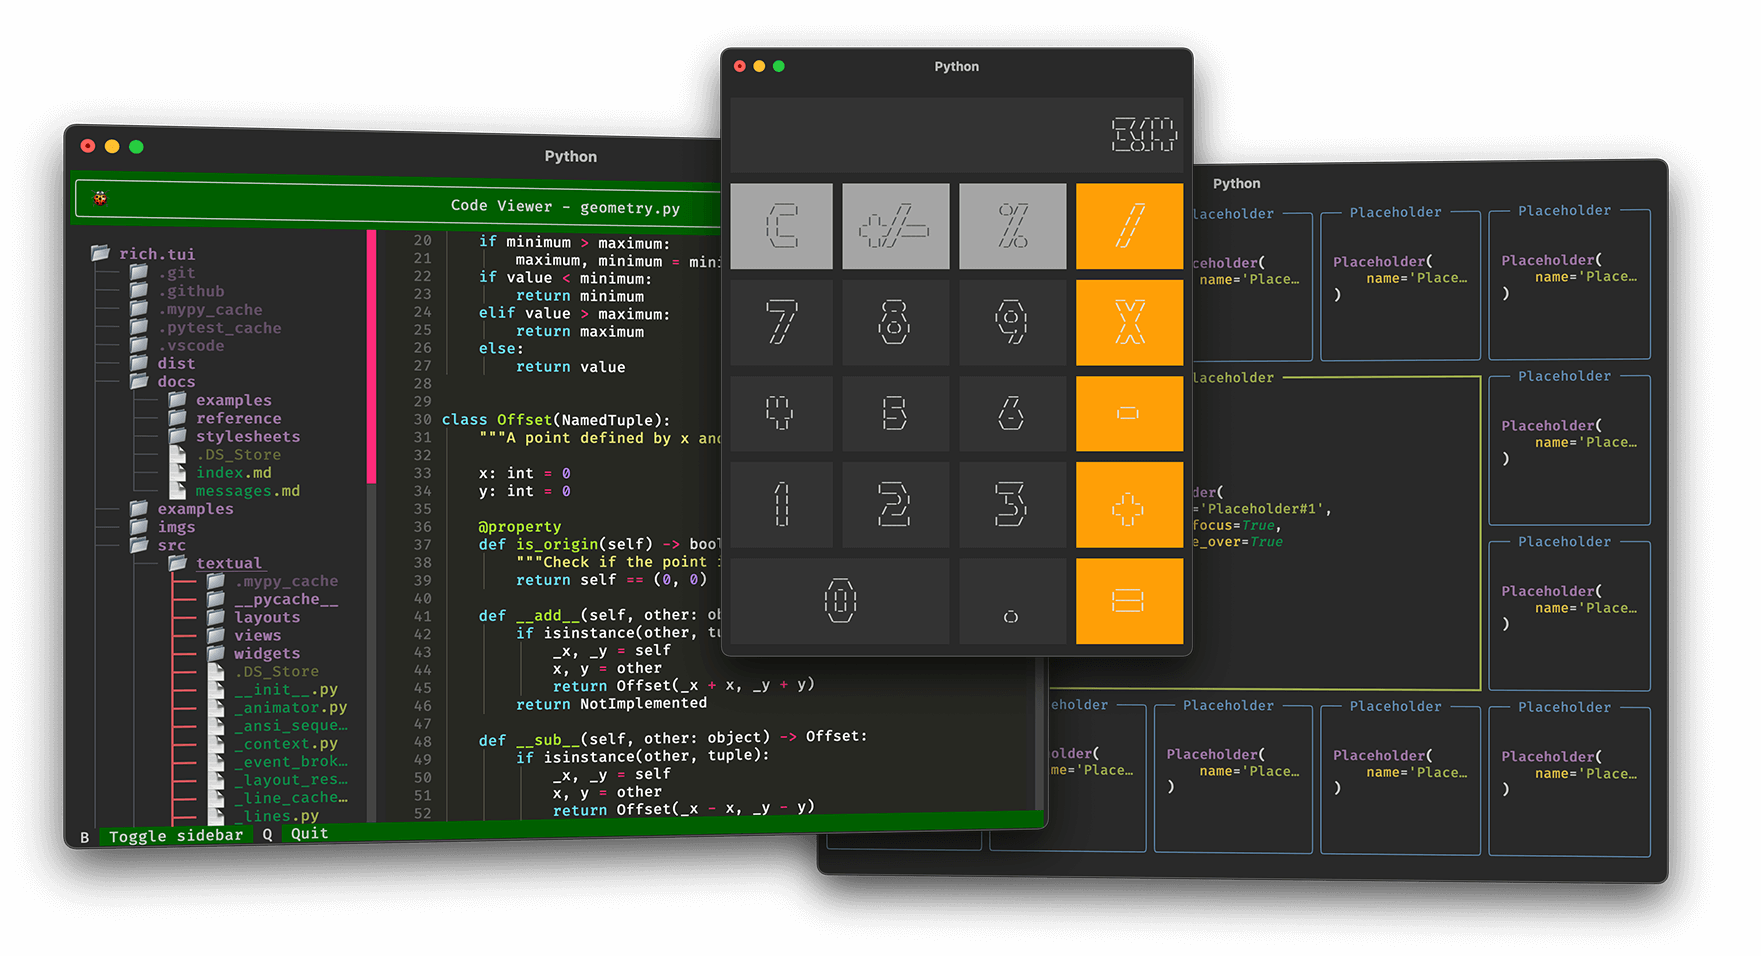 Python
Code Viewer - geometry.py
rich.tui
.git
.github
.mypy_cache
.pytest_cache
.vscode
dist
docs
examples
reference
stylesheets
.DS_Store
index.md
messages.md
examples
imgs
src
textual
.mypy_cache
__pycache__
layouts
views
widgets
.DS_Store
__init__.py
_animator.py
_ansi_seque…
_context.py
_event_brok…
_layout_res…
_line_cache…
_lines.py
20 if minimum > maximum:
21 maximum, minimum = mini
22 if value < minimum:
23 return minimum
24 elif value > maximum:
25 return maximum
26 else:
27 return value
28
29
30 class Offset(NamedTuple):
31 """A point defined by x and
32
33 x: int = 0
34 y: int = 0
35
36 @property
37 def is_origin(self) -> bool
38 """Check if the point i
39 return self == (0, 0)
40
41 def __add__(self, other: ob
42 if isinstance(other, tu
43 _x, _y = self
44 x, y = other
45 return Offset(_x + x, _y + y)
46 return NotImplemented
47
48 def __sub__(self, other: object) -> Offset:
49 if isinstance(other, tuple):
50 _x, _y = self
51 x, y = other
52 return Offset(_x - x, _y - y)
B Toggle sidebar Q Quit
Python
C +/- % /
7 8 9 X
4 5 6 -
1 2 3 +
0 . =
Python
laceholder Placeholder Placeholder
ceholder( Placeholder( Placeholder(
name='Place… name='Place… name='Place…
) )
laceholder Placeholder
Placeholder(
name='Place…
)
der(
='Placeholder#1',
focus=True,
e_over=True
Placeholder
Placeholder(
name='Place…
)
eholder Placeholder Placeholder Placeholder
older( Placeholder( Placeholder( Placeholder(
me='Place… name='Place… name='Place… name='Place…
) ) )